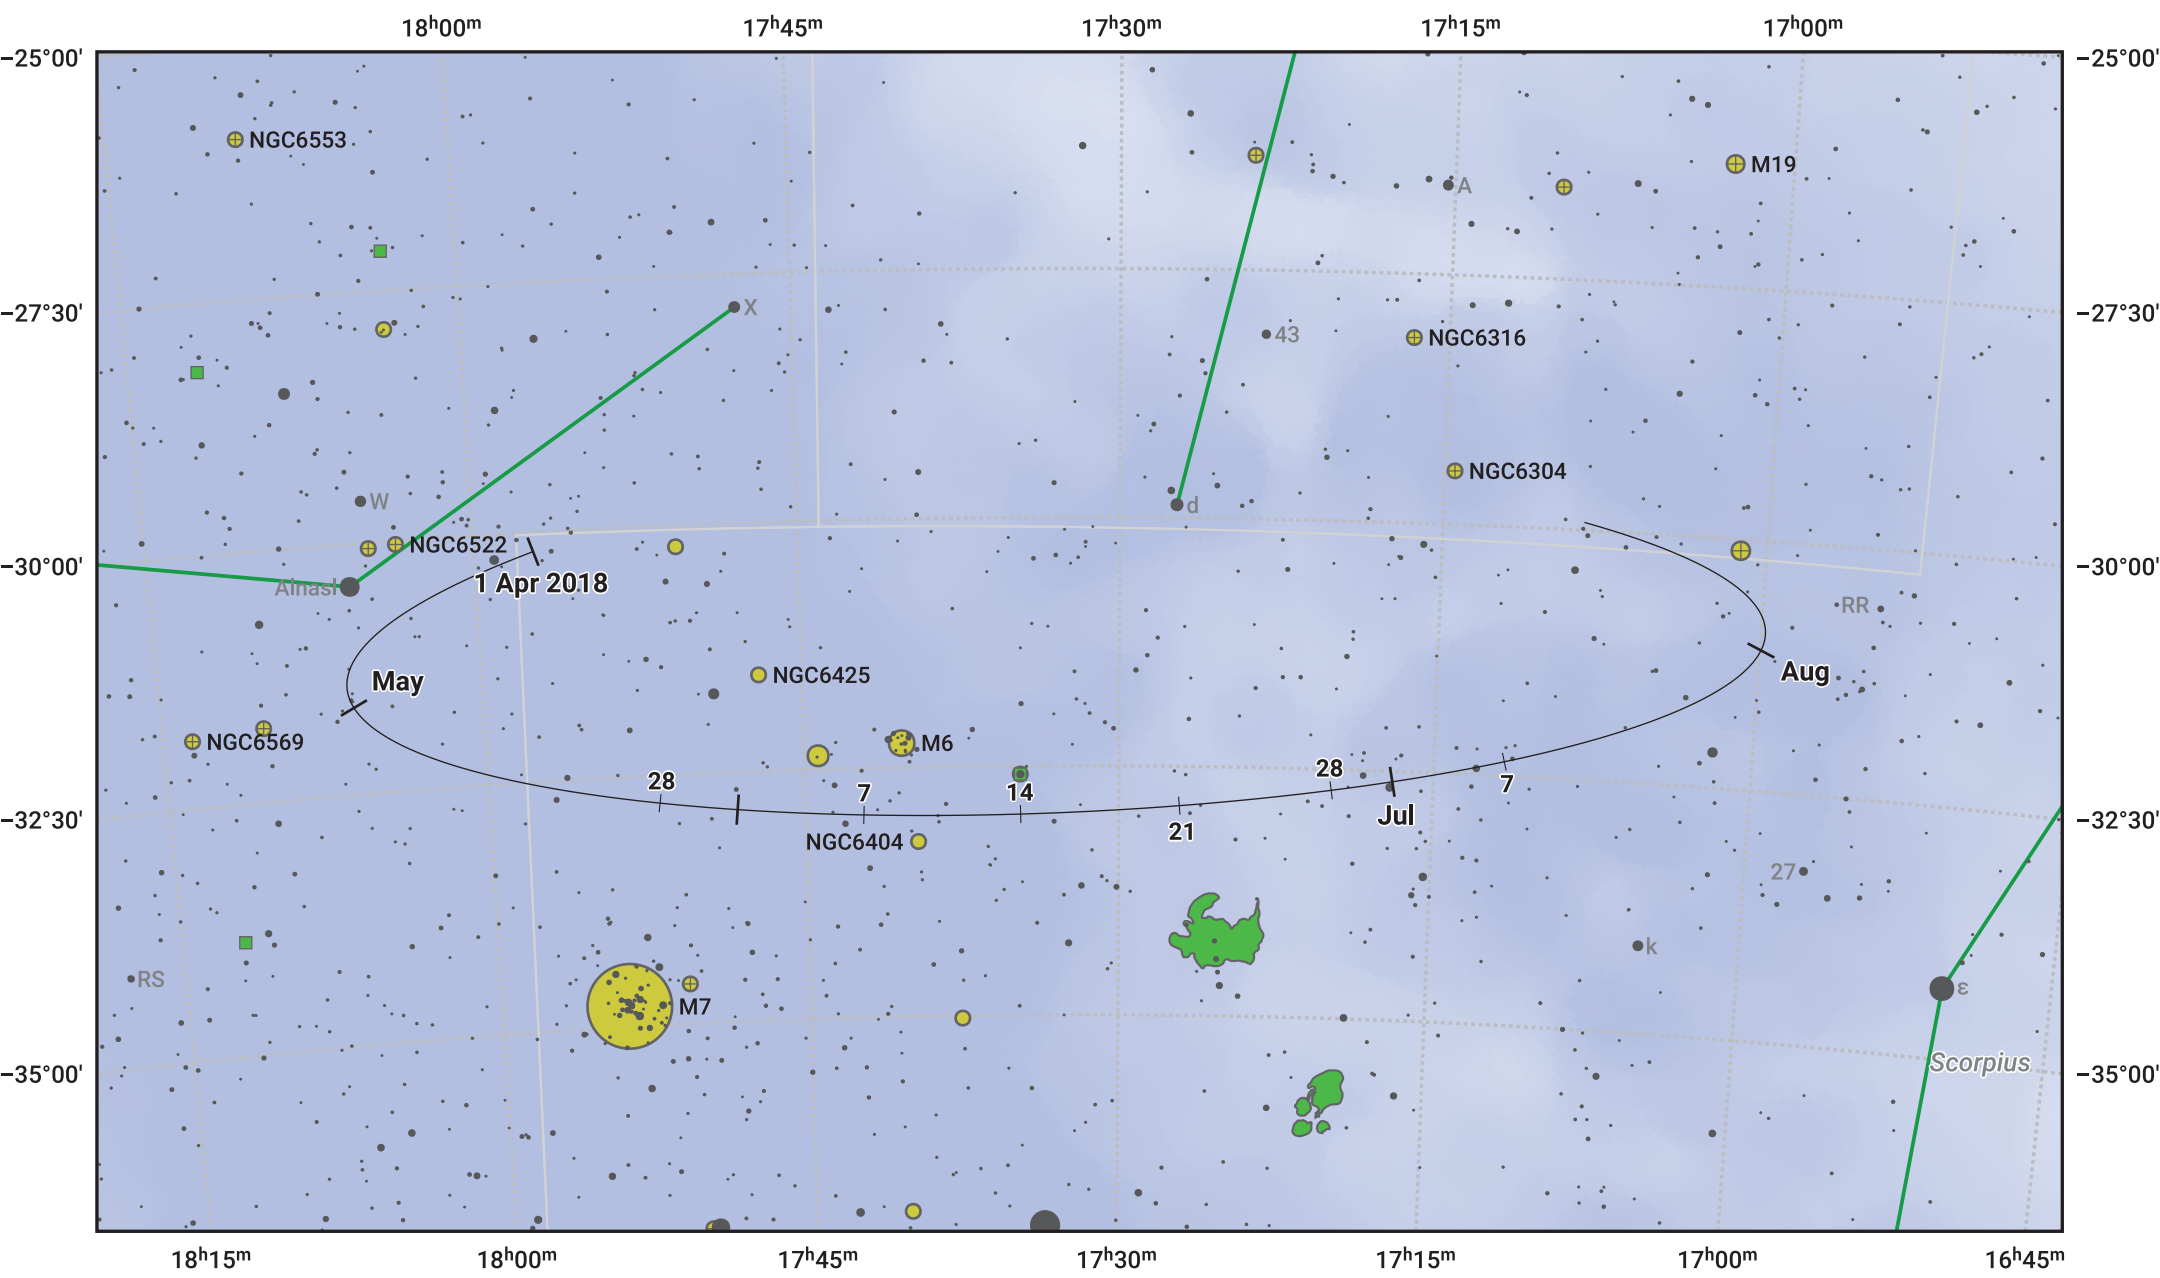 18ʰ00ᵐ 17ʰ45ᵐ 17ʰ30ᵐ 17ʰ15ᵐ 17ʰ00ᵐ
−25°00' −25°00'
NGC6553
M19
A
X
−27°30' −27°30'
43
NGC6316
NGC6304
W
d
NGC6522
−30°00' −30°00'
1 Apr 2018
Alnasl
RR
May
NGC6425
Aug
NGC6569
M6
28
7
14
28
7
Jul
−32°30' −32°30'
21
NGC6404
27
k
RS
ε
M7
Scorpius
−35°00' −35°00'
18ʰ15ᵐ 18ʰ00ᵐ 17ʰ45ᵐ 17ʰ30ᵐ 17ʰ15ᵐ 17ʰ00ᵐ 16ʰ45ᵐ